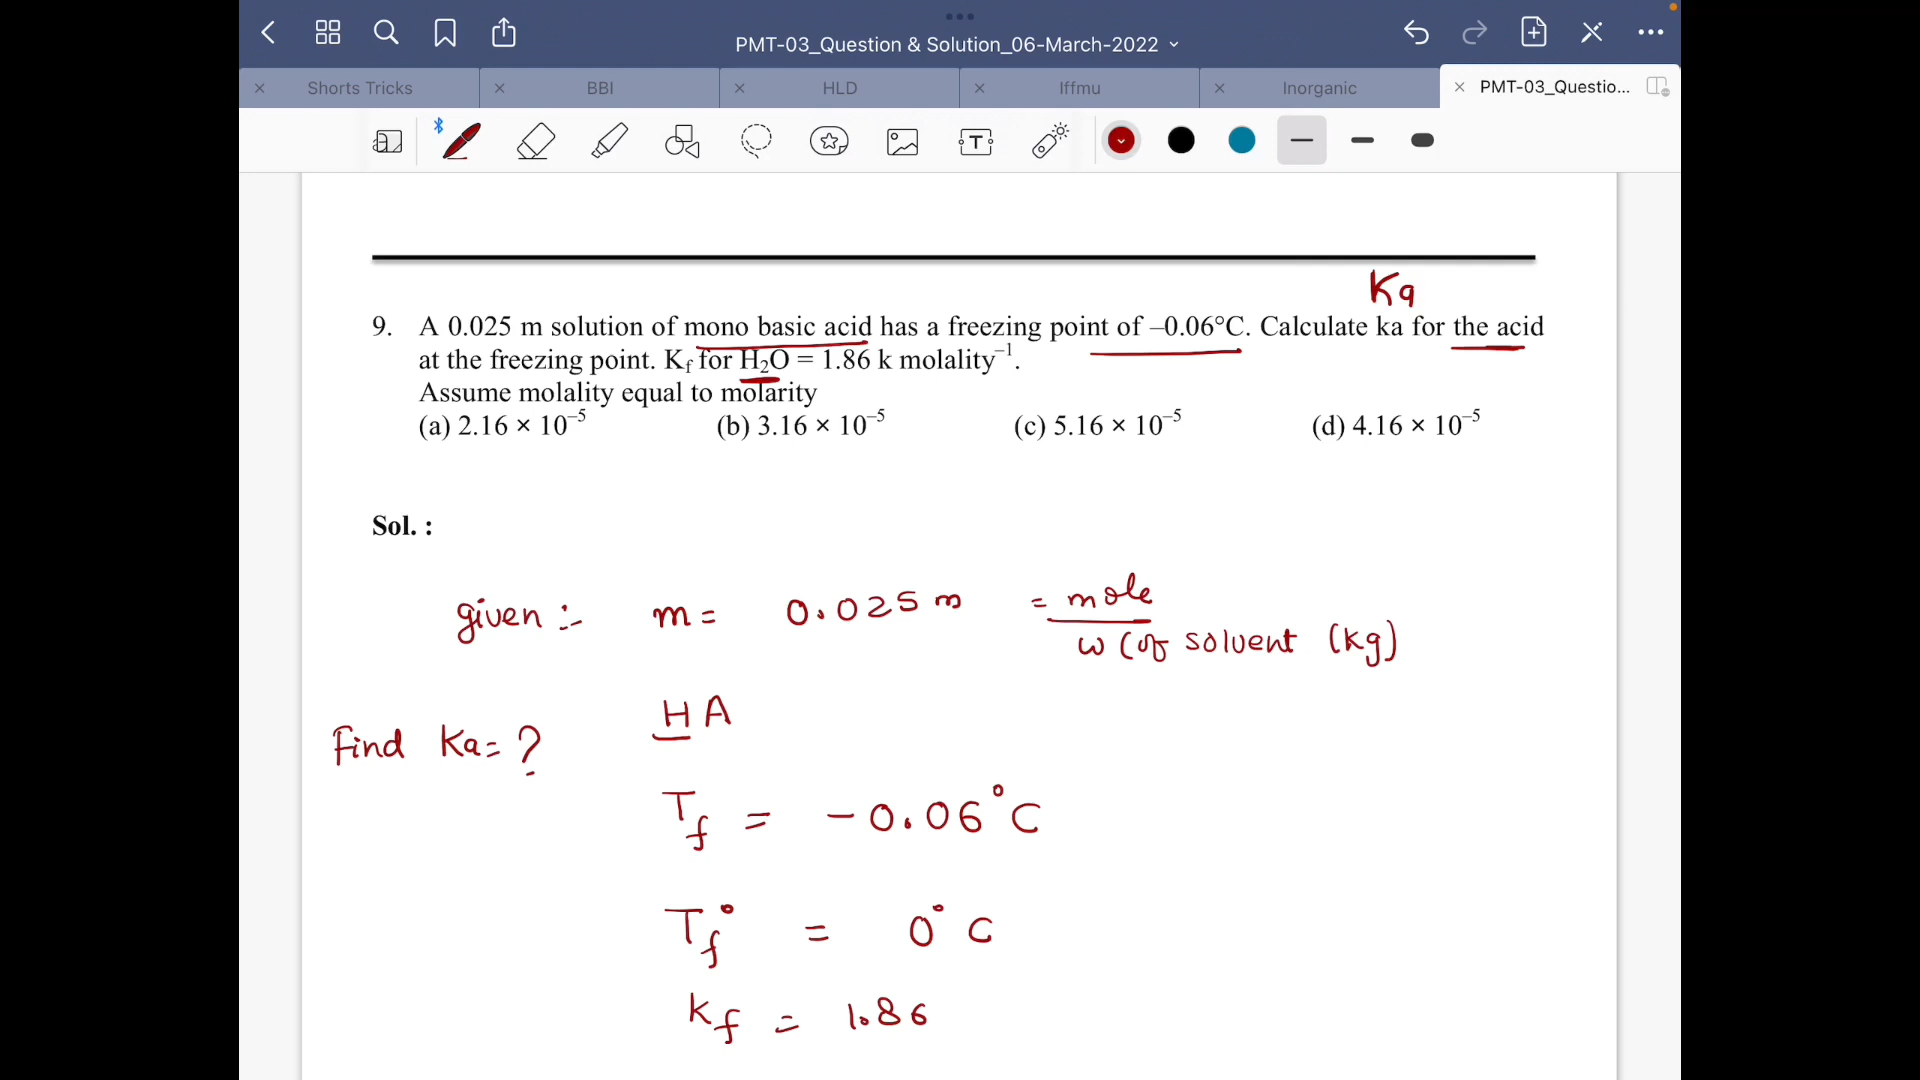 PMT-03_Question & Solution_06-March-2022
Shorts Tricks
BBI
HLD
Iffmu
Inorganic
PMT-03_Questio...
T
Ka
9. A 0.025 m solution of mono basic acid has a freezing point of –0.06°C. Calculate ka for the acid
at the freezing point. Kf for H₂O = 1.86 k molality⁻¹.
Assume molality equal to molarity
(a) 2.16 × 10⁻⁵ (b) 3.16 × 10⁻⁵ (c) 5.16 × 10⁻⁵ (d) 4.16 × 10⁻⁵
Sol. :
given :- m = 0.025 m = mole
w (of solvent (kg)
HA
Find Ka = ?
Tf = -0.06°C
Tf° = 0°C
kf = 1.86